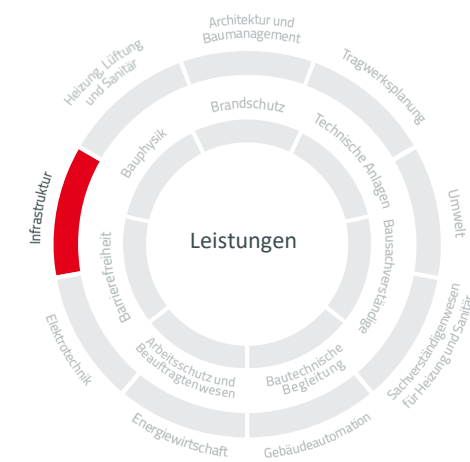 Architektur und
Baumanagement
Tragwerksplanung
Umwelt
Sachverständigenwesen
für Heizung und Sanitär
Gebäudeautomation
Energiewirtschaft
Elektrotechnik
Infrastruktur
Heizung, Lüftung
und Sanitär
Brandschutz
Technische Anlagen
Bausachverständige
Bautechnische
Begleitung
Arbeitsschutz und
Beauftragtenwesen
Barrierefreiheit
Bauphysik
Leistungen